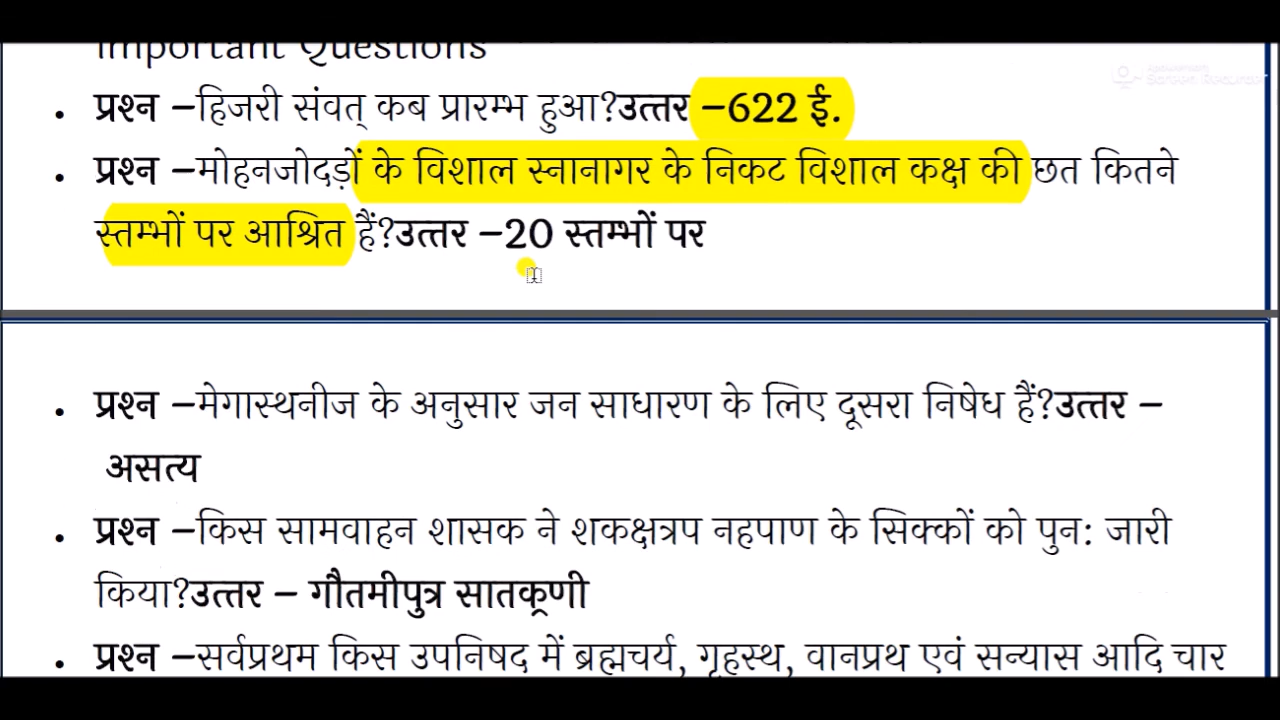 Important Questions
• प्रश्न –हिजरी संवत् कब प्रारम्भ हुआ?उत्तर –622 ई.
• प्रश्न –मोहनजोदड़ों के विशाल स्नानागर के निकट विशाल कक्ष की छत कितने
स्तम्भों पर आश्रित हैं?उत्तर –20 स्तम्भों पर
• प्रश्न –मेगास्थनीज के अनुसार जन साधारण के लिए दूसरा निषेध हैं?उत्तर –
असत्य
• प्रश्न –किस सामवाहन शासक ने शकक्षत्रप नहपाण के सिक्कों को पुन: जारी
किया?उत्तर – गौतमीपुत्र सातकृणी
• प्रश्न –सर्वप्रथम किस उपनिषद में ब्रह्मचर्य, गृहस्थ, वानप्रथ एवं सन्यास आदि चार